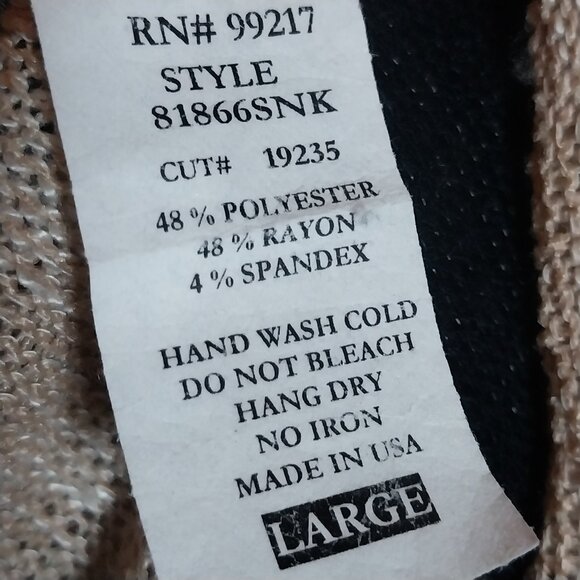 RN# 99217
STYLE
81866SNK
CUT# 19235
48 % POLYESTER
48 % RAYON
4 % SPANDEX
HAND WASH COLD
DO NOT BLEACH
HANG DRY
NO IRON
MADE IN USA
LARGE